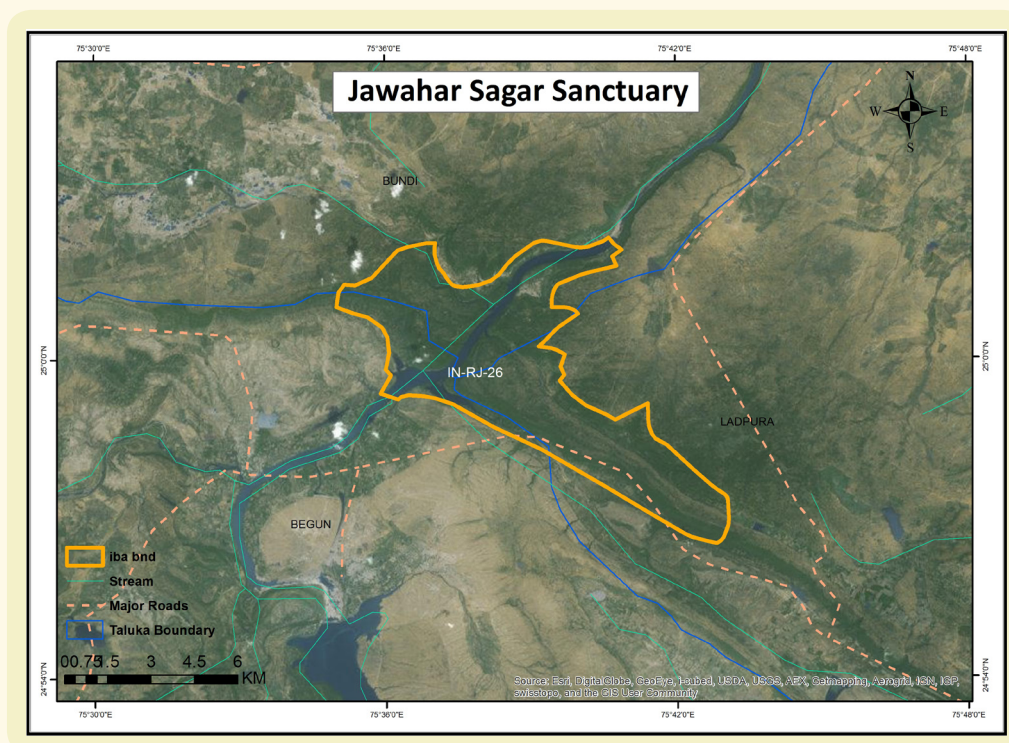 75°30'0"E 75°36'0"E 75°42'0"E 75°48'0"E
Jawahar Sagar Sanctuary
N
W E
S
BUNDI
25°0'0"N 25°0'0"N
IN-RJ-26
LADPURA
BEGUN
iba bnd
Stream
Major Roads
Taluka Boundary
00.751.5 3 4.5 6
KM
24°54'0"N 24°54'0"N
Source: Esri, DigitalGlobe, GeoEye, i-cubed, USDA, USGS, AEX, Getmapping, Aerogrid, IGN, IGP,
swisstopo, and the GIS User Community
75°30'0"E 75°36'0"E 75°42'0"E 75°48'0"E